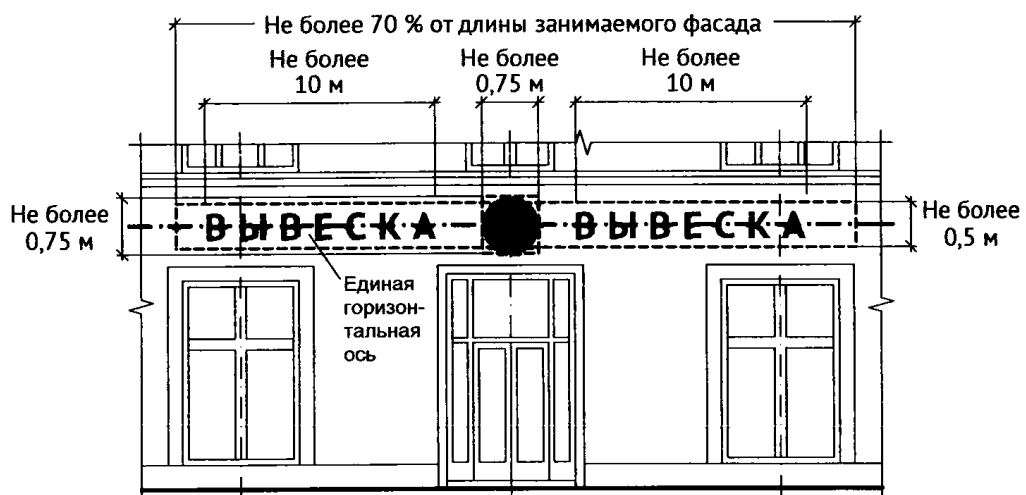 Не более 70 % от длины занимаемого фасада
Не более
10 м
Не более
0,75 м
Не более
10 м
Не более
0,75 м
ВЫВЕСКА
ВЫВЕСКА
Не более
0,5 м
Единая
горизон-
тальная
ось